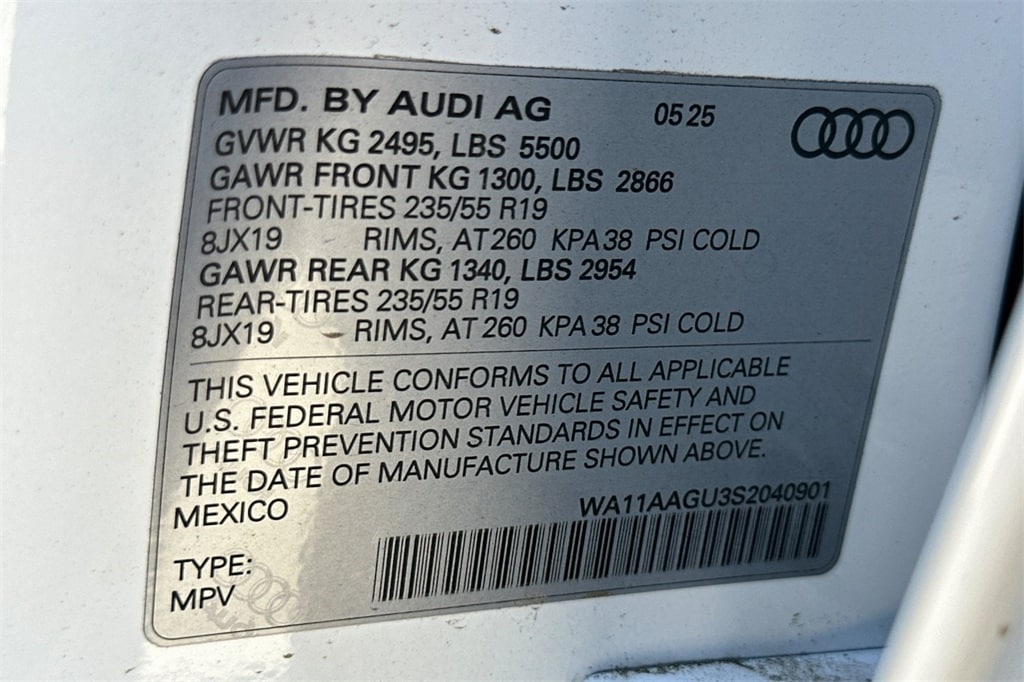 MFD. BY AUDI AG 05 25
GVWR KG 2495, LBS 5500
GAWR FRONT KG 1300, LBS 2866
FRONT-TIRES 235/55 R19
8JX19 RIMS, AT 260 KPA 38 PSI COLD
GAWR REAR KG 1340, LBS 2954
REAR-TIRES 235/55 R19
8JX19 RIMS, AT 260 KPA 38 PSI COLD
THIS VEHICLE CONFORMS TO ALL APPLICABLE
U.S. FEDERAL MOTOR VEHICLE SAFETY AND
THEFT PREVENTION STANDARDS IN EFFECT ON
THE DATE OF MANUFACTURE SHOWN ABOVE.
MEXICO WA11AAGU3S2040901
TYPE:
MPV
Audi